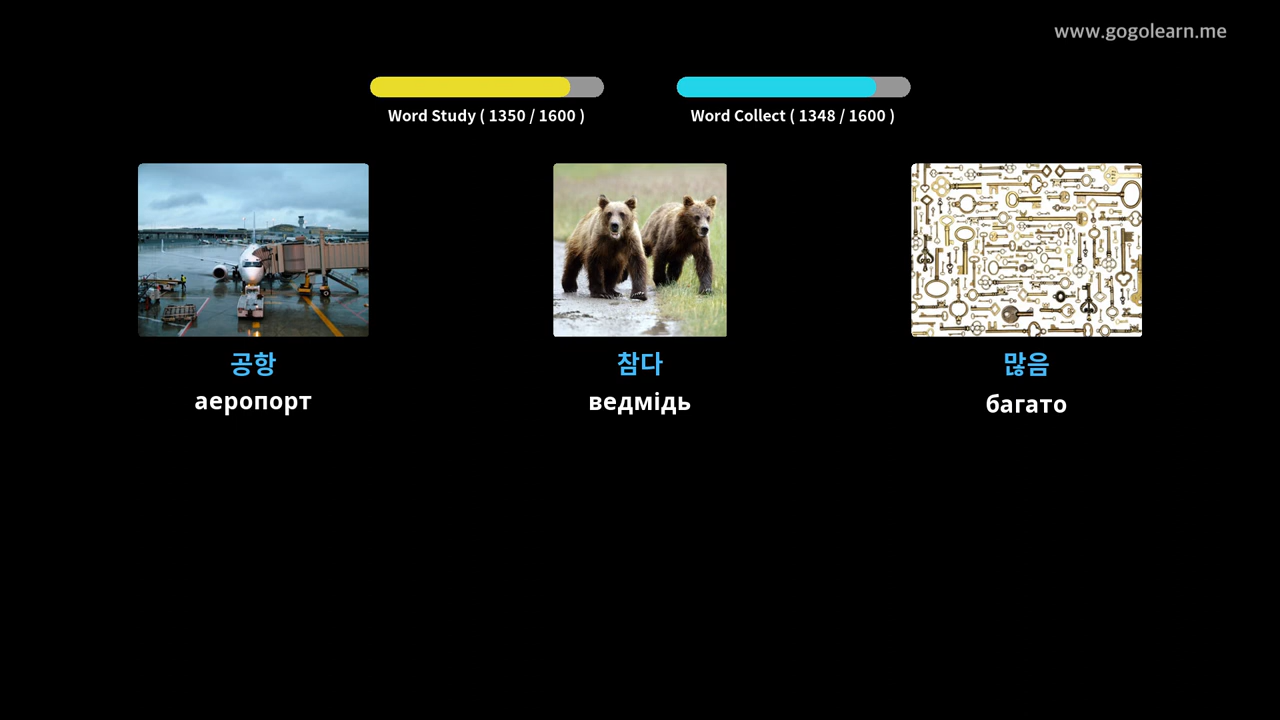 www.gogolearn.me
Word Study ( 1350 / 1600 )
Word Collect ( 1348 / 1600 )
공항
참다
많음
аеропорт
ведмідь
багато